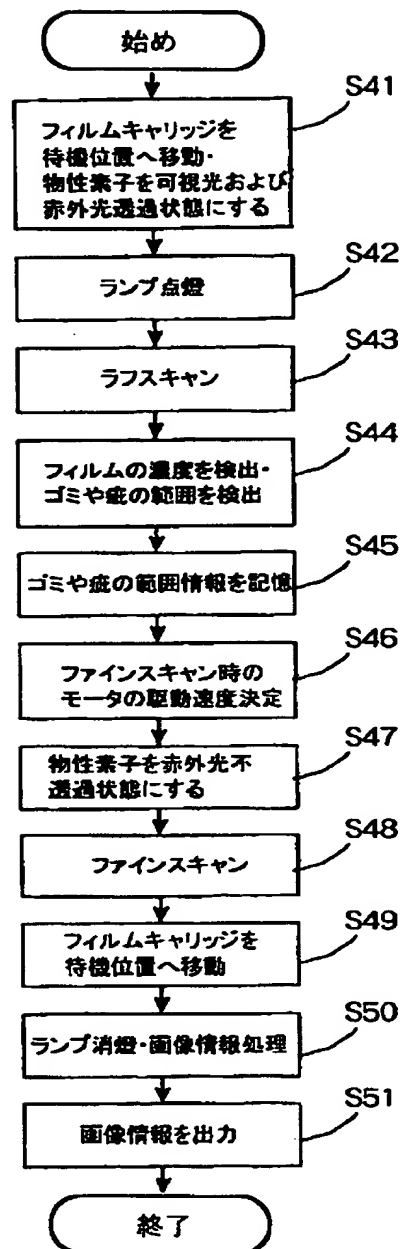 始め
S41
フィルムキャリッジを
待機位置へ移動・
物性素子を可視光および
赤外光透過状態にする
S42
ランプ点燈
S43
ラフスキャン
S44
フィルムの濃度を検出・
ゴミや疵の範囲を検出
S45
ゴミや疵の範囲情報を記憶
S46
ファインスキャン時の
モータの駆動速度決定
S47
物性素子を赤外光不
透過状態にする
S48
ファインスキャン
S49
フィルムキャリッジを
待機位置へ移動
S50
ランプ消燈・画像情報処理
S51
画像情報を出力
終了